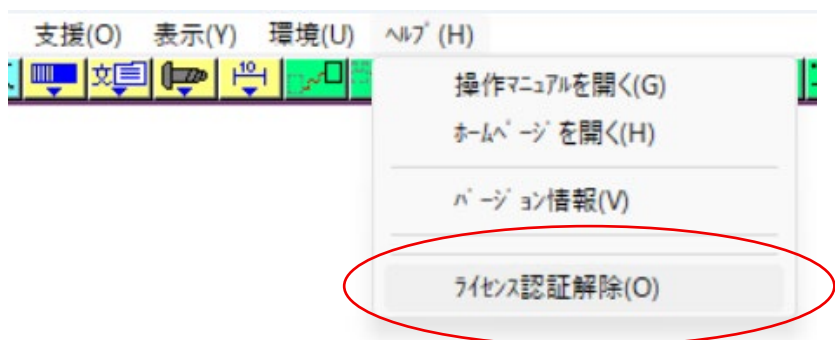 支援(O) 表示(Y) 環境(U) ﾍﾙﾌﾟ(H)
文 10
操作ﾏﾆｭｱﾙを開く(G)
ﾎｰﾑﾍﾟｰｼﾞを開く(H)
ﾊﾞｰｼﾞｮﾝ情報(V)
ﾗｲｾﾝｽ認証解除(O)